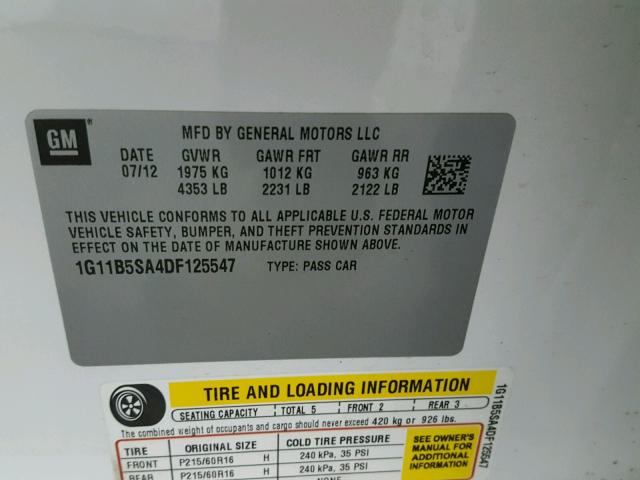 GM®
MFD BY GENERAL MOTORS LLC
DATE GVWR GAWR FRT GAWR RR
07/12 1975 KG 1012 KG 963 KG
4353 LB 2231 LB 2122 LB
THIS VEHICLE CONFORMS TO ALL APPLICABLE U.S. FEDERAL MOTOR
VEHICLE SAFETY, BUMPER, AND THEFT PREVENTION STANDARDS IN
EFFECT ON THE DATE OF MANUFACTURE SHOWN ABOVE.
1G11B5SA4DF125547 TYPE: PASS CAR
TIRE AND LOADING INFORMATION
SEATING CAPACITY TOTAL 5 FRONT 2 REAR 3
The combined weight of occupants and cargo should never exceed 420 kg or 926 lbs.
TIRE ORIGINAL SIZE COLD TIRE PRESSURE
FRONT P215/60R16 H 240 kPa, 35 PSI
REAR P215/60R16 H 240 kPa, 35 PSI
NONE
SEE OWNER'S
MANUAL FOR
ADDITIONAL
INFORMATION
1G11B5SA4DF125547